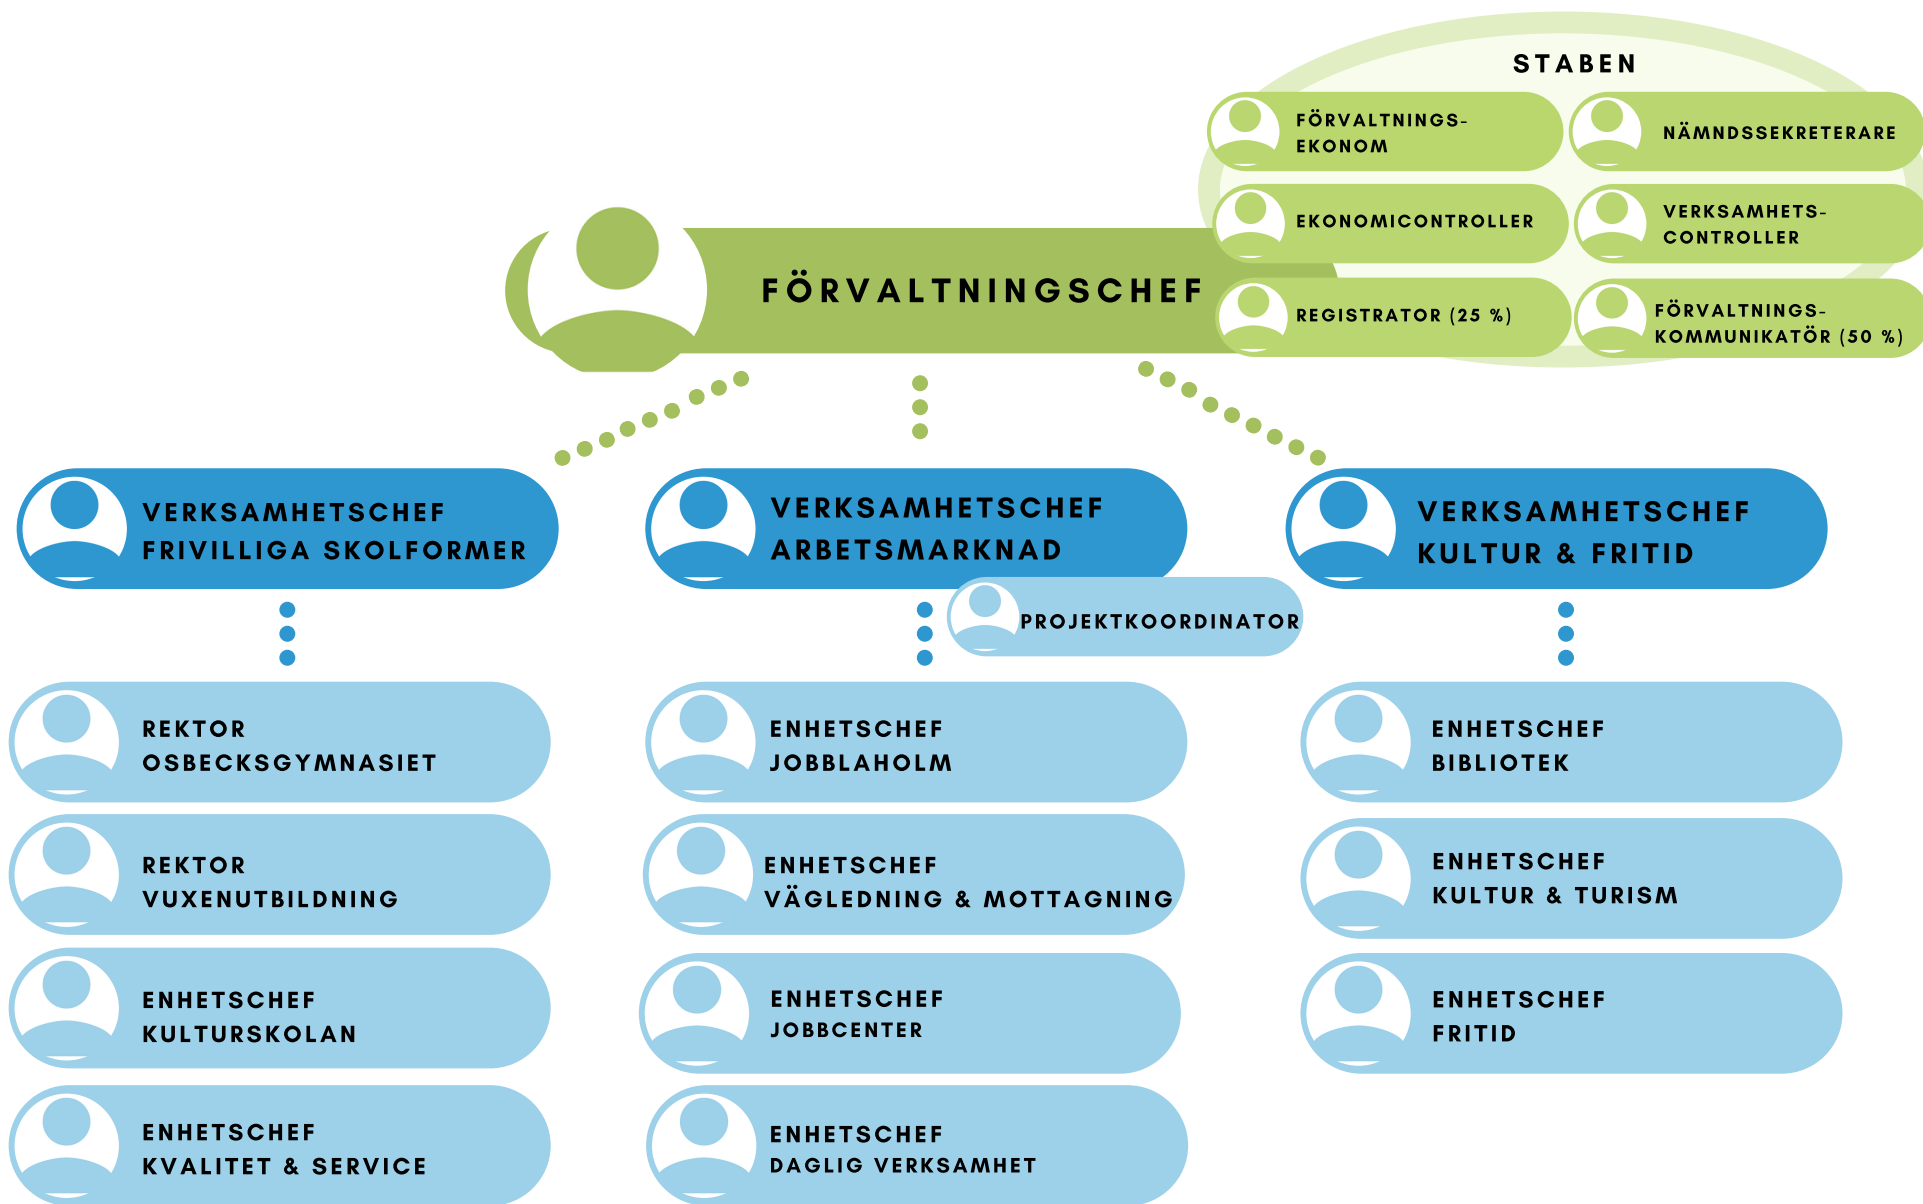 STABEN
FÖRVALTNINGS-
EKONOM
NÄMNDSSEKRETERARE
EKONOMICONTROLLER
VERKSAMHETS-
CONTROLLER
REGISTRATOR (25 %)
FÖRVALTNINGS-
KOMMUNIKATÖR (50 %)
FÖRVALTNINGSCHEF
VERKSAMHETSCHEF
FRIVILLIGA SKOLFORMER
REKTOR
OSBECKSGYMNASIET
REKTOR
VUXENUTBILDNING
ENHETSCHEF
KULTURSKOLAN
ENHETSCHEF
KVALITET & SERVICE
VERKSAMHETSCHEF
ARBETSMARKNAD
PROJEKTKOORDINATOR
ENHETSCHEF
JOBBLAHOLM
ENHETSCHEF
VÄGLEDNING & MOTTAGNING
ENHETSCHEF
JOBBCENTER
ENHETSCHEF
DAGLIG VERKSAMHET
VERKSAMHETSCHEF
KULTUR & FRITID
ENHETSCHEF
BIBLIOTEK
ENHETSCHEF
KULTUR & TURISM
ENHETSCHEF
FRITID